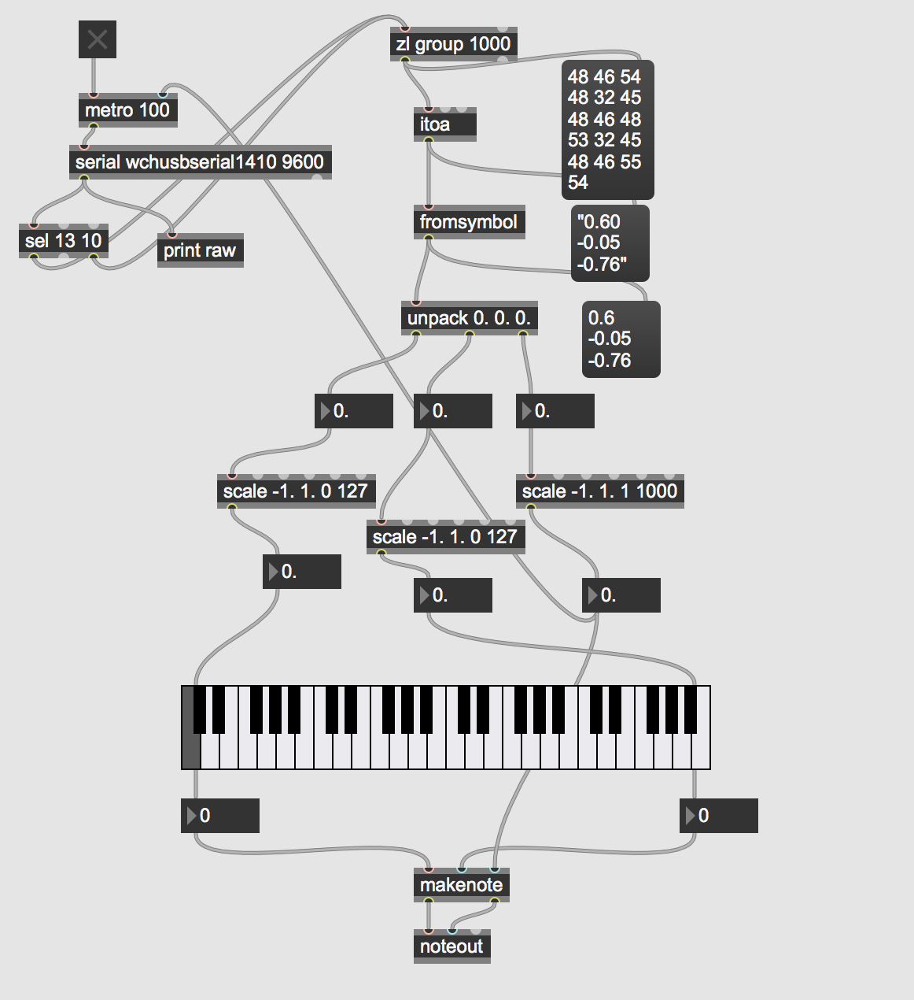 zl group 1000
metro 100
48 46 54
48 32 45
48 46 48
53 32 45
48 46 55
54
itoa
serial wchusbserial1410 9600
fromsymbol
"0.60
-0.05
-0.76"
sel 13 10
print raw
unpack 0. 0. 0.
0.6
-0.05
-0.76
0.
0.
0.
scale -1. 1. 0 127
scale -1. 1. 1 1000
scale -1. 1. 0 127
0.
0.
0.
0
0
makenote
noteout